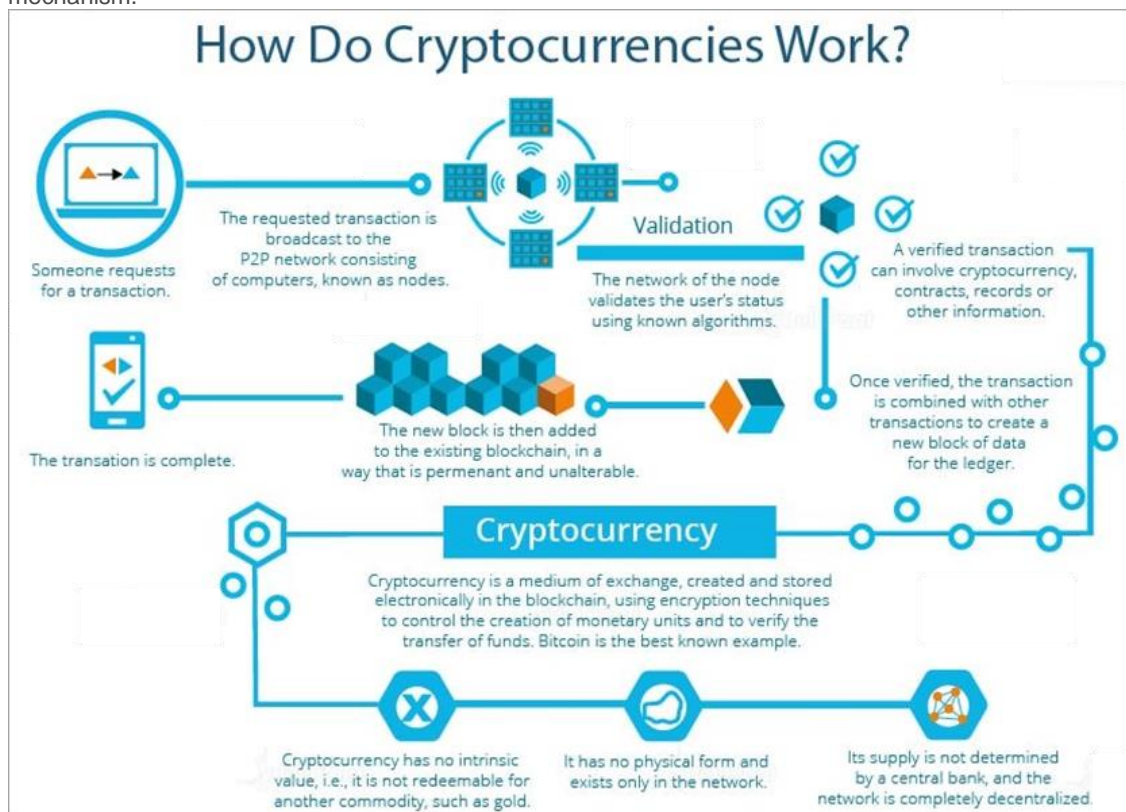 mechanism.
How Do Cryptocurrencies Work?
Someone requests
for a transaction.
The requested transaction is
broadcast to the
P2P network consisting
of computers, known as nodes.
Validation
The network of the node
validates the user's status
using known algorithms.
A verified transaction
can involve cryptocurrency,
contracts, records or
other information.
Once verified, the transaction
is combined with other
transactions to create a
new block of data
for the ledger.
The new block is then added
to the existing blockchain, in a
way that is permenant and unalterable.
The transation is complete.
Cryptocurrency
Cryptocurrency is a medium of exchange, created and stored
electronically in the blockchain, using encryption techniques
to control the creation of monetary units and to verify the
transfer of funds. Bitcoin is the best known example.
X
Cryptocurrency has no intrinsic
value, i.e., it is not redeemable for
another commodity, such as gold.
It has no physical form and
exists only in the network.
Its supply is not determined
by a central bank, and the
network is completely decentralized.